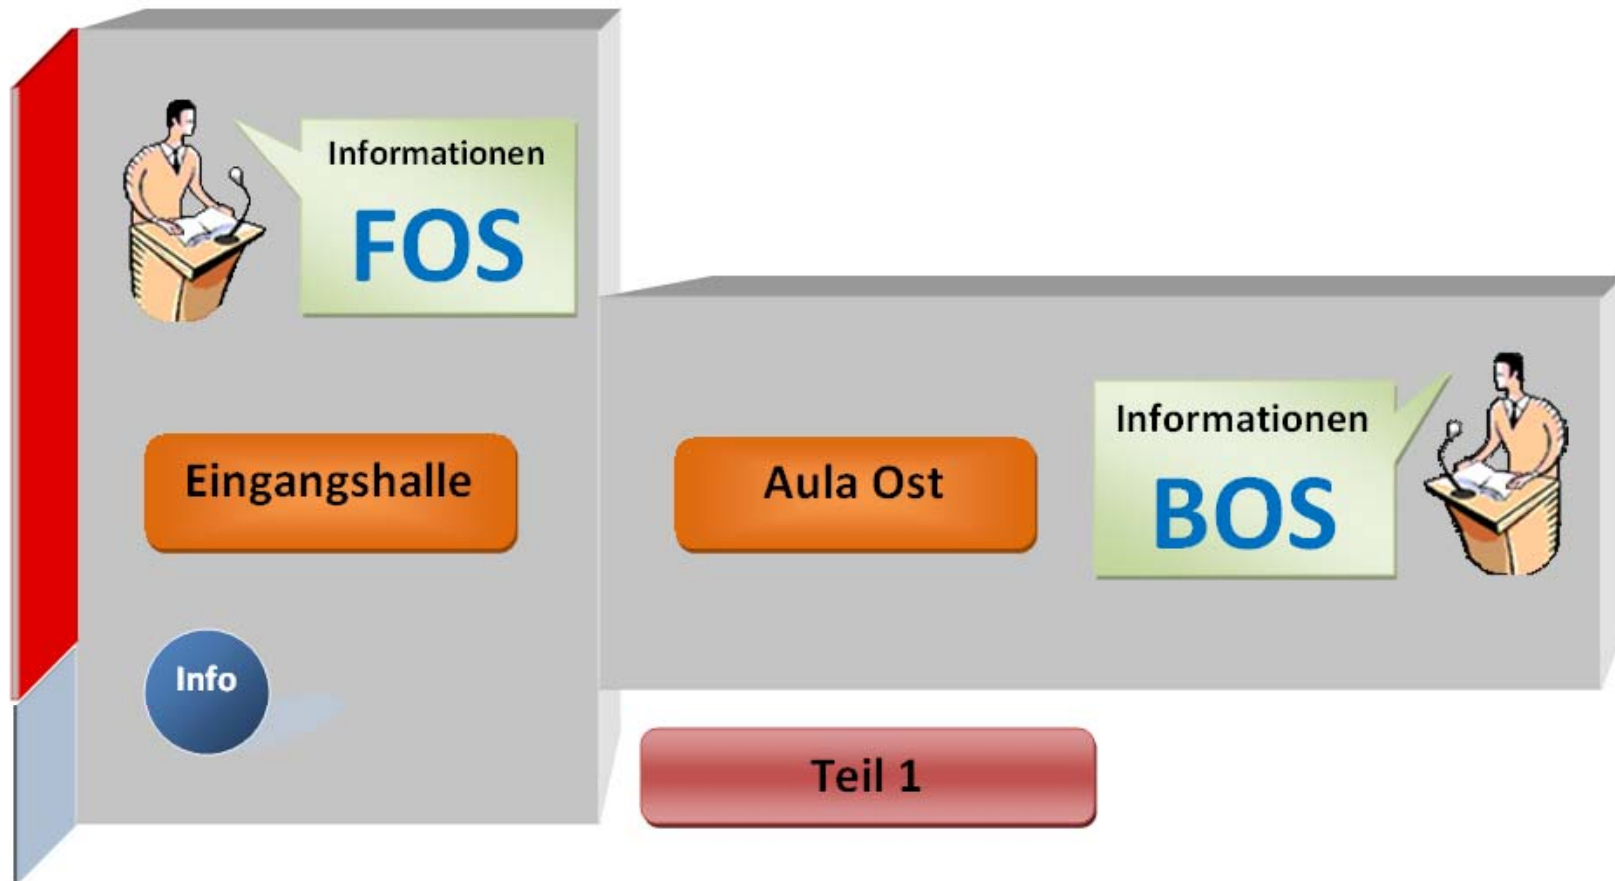 Informationen
FOS
Eingangshalle
Info
Aula Ost
Informationen
BOS
Teil 1